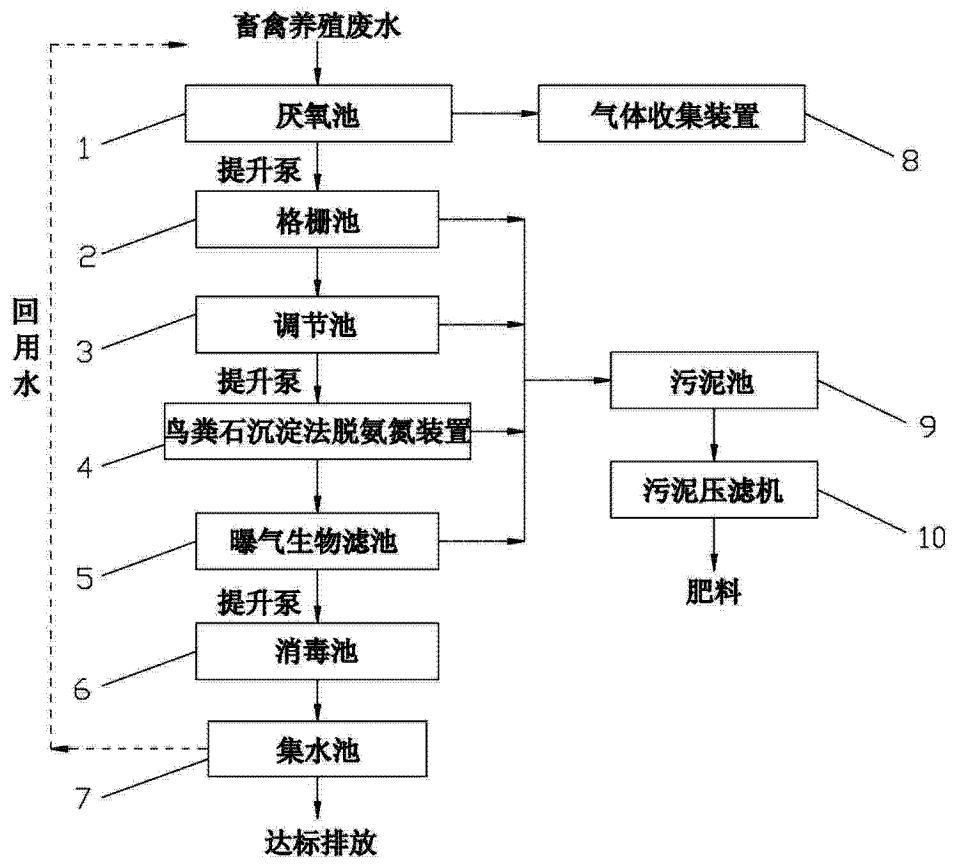 畜禽养殖废水
厌氧池
气体收集装置
1
8
提升泵
格栅池
2
回用水
调节池
3
提升泵
污泥池
9
鸟粪石沉淀法脱氨氮装置
4
污泥压滤机
10
曝气生物滤池
5
肥料
提升泵
消毒池
6
集水池
7
达标排放